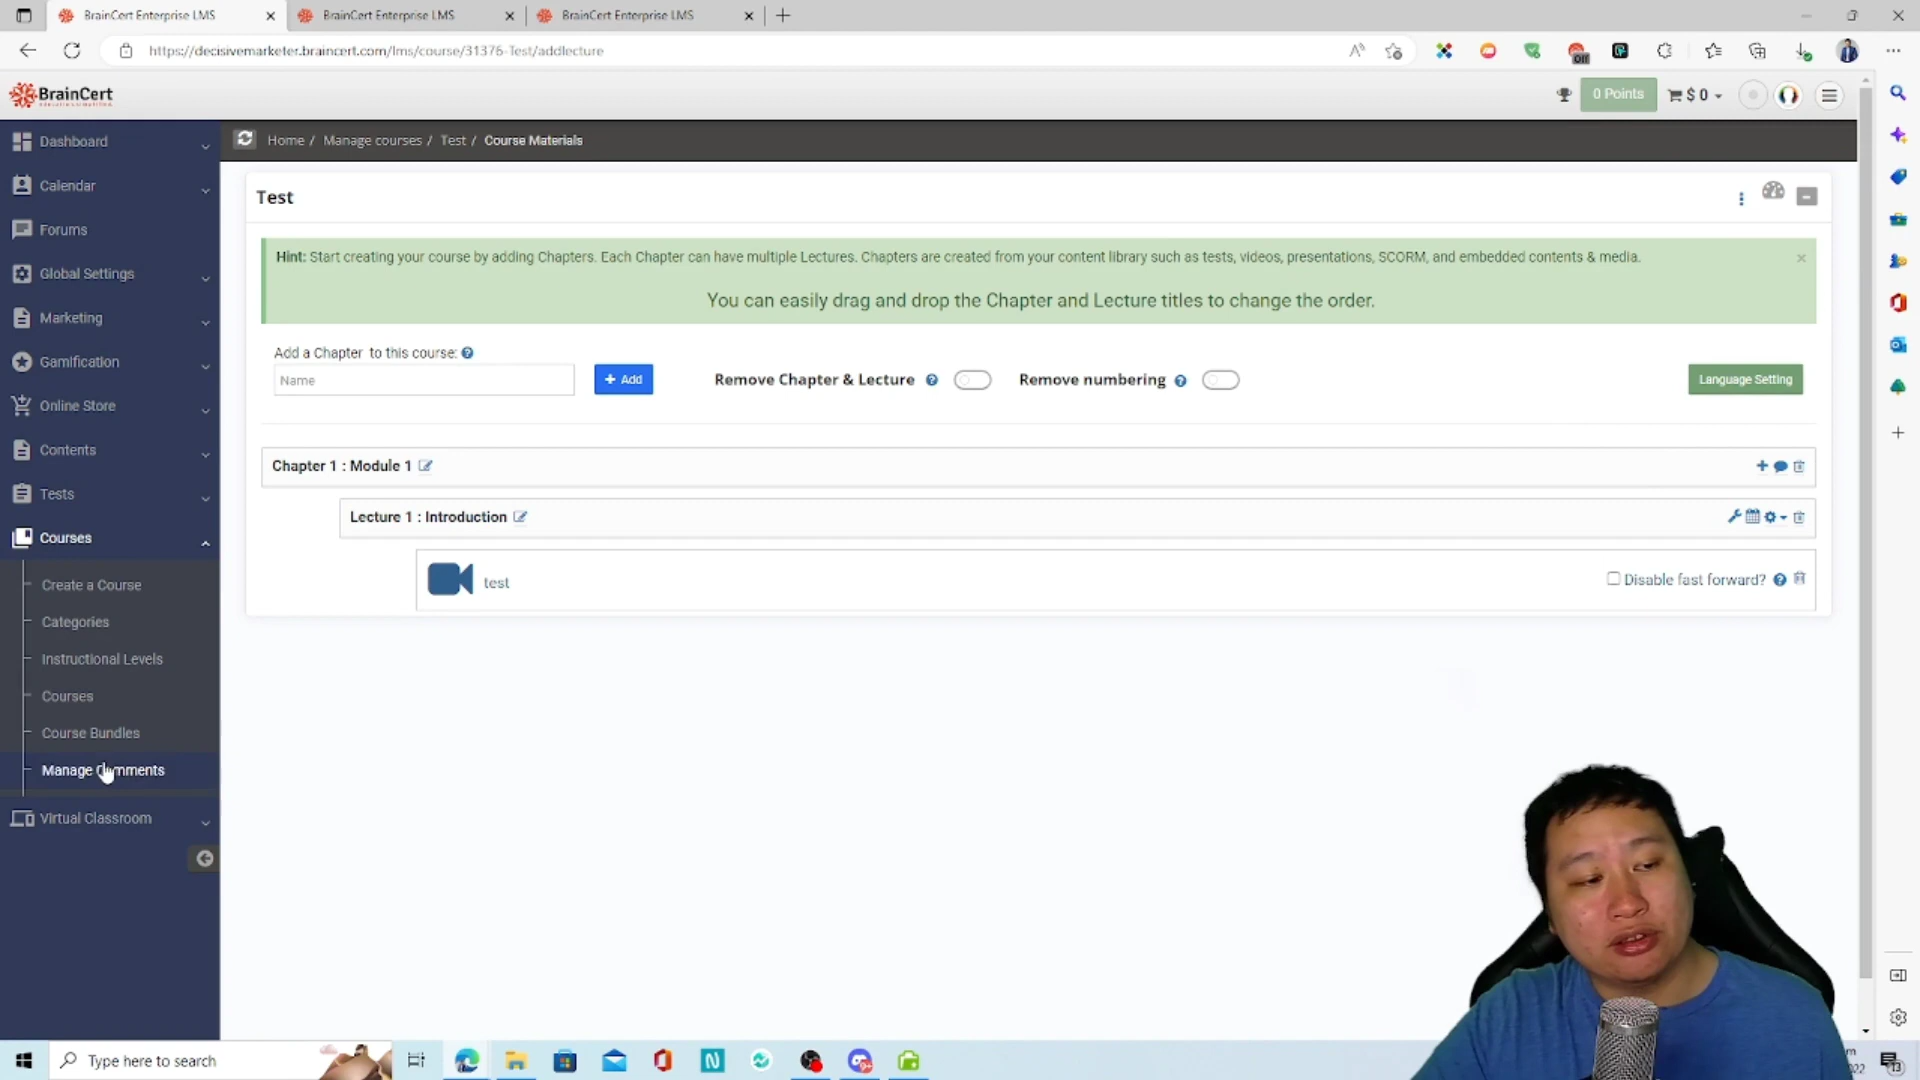 BrainCert Enterprise LMS
BrainCert Enterprise LMS
BrainCert Enterprise LMS
https://decisivemarketer.braincert.com/lms/course/31376-Test/addlecture
Off
BrainCert
0 Points
$ 0
Dashboard
Calendar
Forums
Global Settings
Marketing
Gamification
Online Store
Contents
Tests
Courses
Create a Course
Categories
Instructional Levels
Courses
Course Bundles
Manage Comments
Virtual Classroom
Home / Manage courses / Test / Course Materials
Test
Hint: Start creating your course by adding Chapters. Each Chapter can have multiple Lectures. Chapters are created from your content library such as tests, videos, presentations, SCORM, and embedded contents & media.
You can easily drag and drop the Chapter and Lecture titles to change the order.
Add a Chapter to this course:
Name
+ Add
Remove Chapter & Lecture
Remove numbering
Language Setting
Chapter 1 : Module 1
Lecture 1 : Introduction
test
Disable fast forward?
Type here to search
13